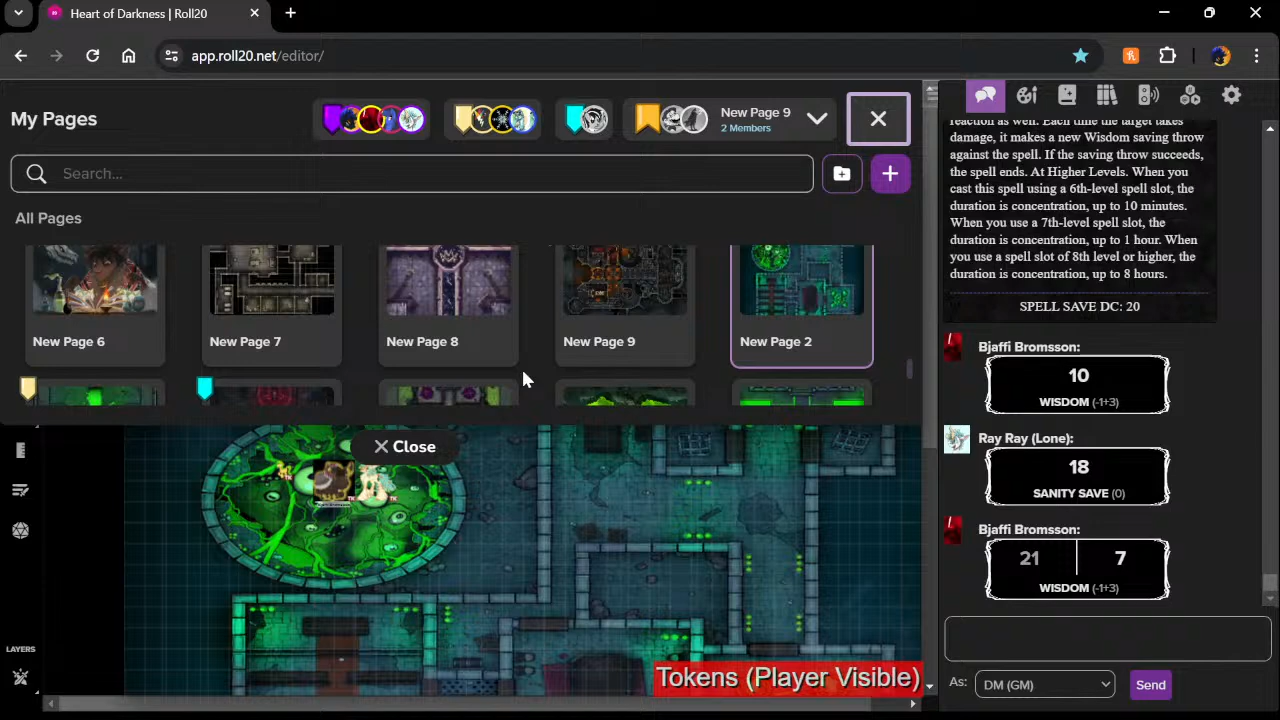 Heart of Darkness | Roll20
app.roll20.net/editor/
My Pages
New Page 9
2 Members
Search...
All Pages
New Page 6
New Page 7
New Page 8
New Page 9
New Page 2
Close
LAYERS
Tokens (Player Visible)
reaction as well. Each time the target takes
damage, it makes a new Wisdom saving throw
against the spell. If the saving throw succeeds,
the spell ends. At Higher Levels. When you
cast this spell using a 6th-level spell slot, the
duration is concentration, up to 10 minutes.
When you use a 7th-level spell slot, the
duration is concentration, up to 1 hour. When
you use a spell slot of 8th level or higher, the
duration is concentration, up to 8 hours.
SPELL SAVE DC: 20
Bjaffi Bromsson:
10
WISDOM (-1+3)
Ray Ray (Lone):
18
SANITY SAVE (0)
Bjaffi Bromsson:
21 7
WISDOM (-1+3)
As: DM (GM) Send